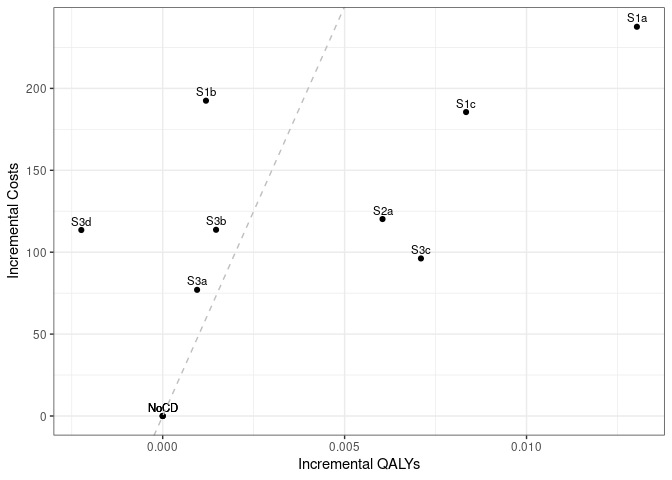 S1a
200
S1b
S1c
150
Incremental Costs
S3d
S3b
S2a
100
S3c
S3a
50
0
NoCD
0.000
0.005
0.010
Incremental QALYs